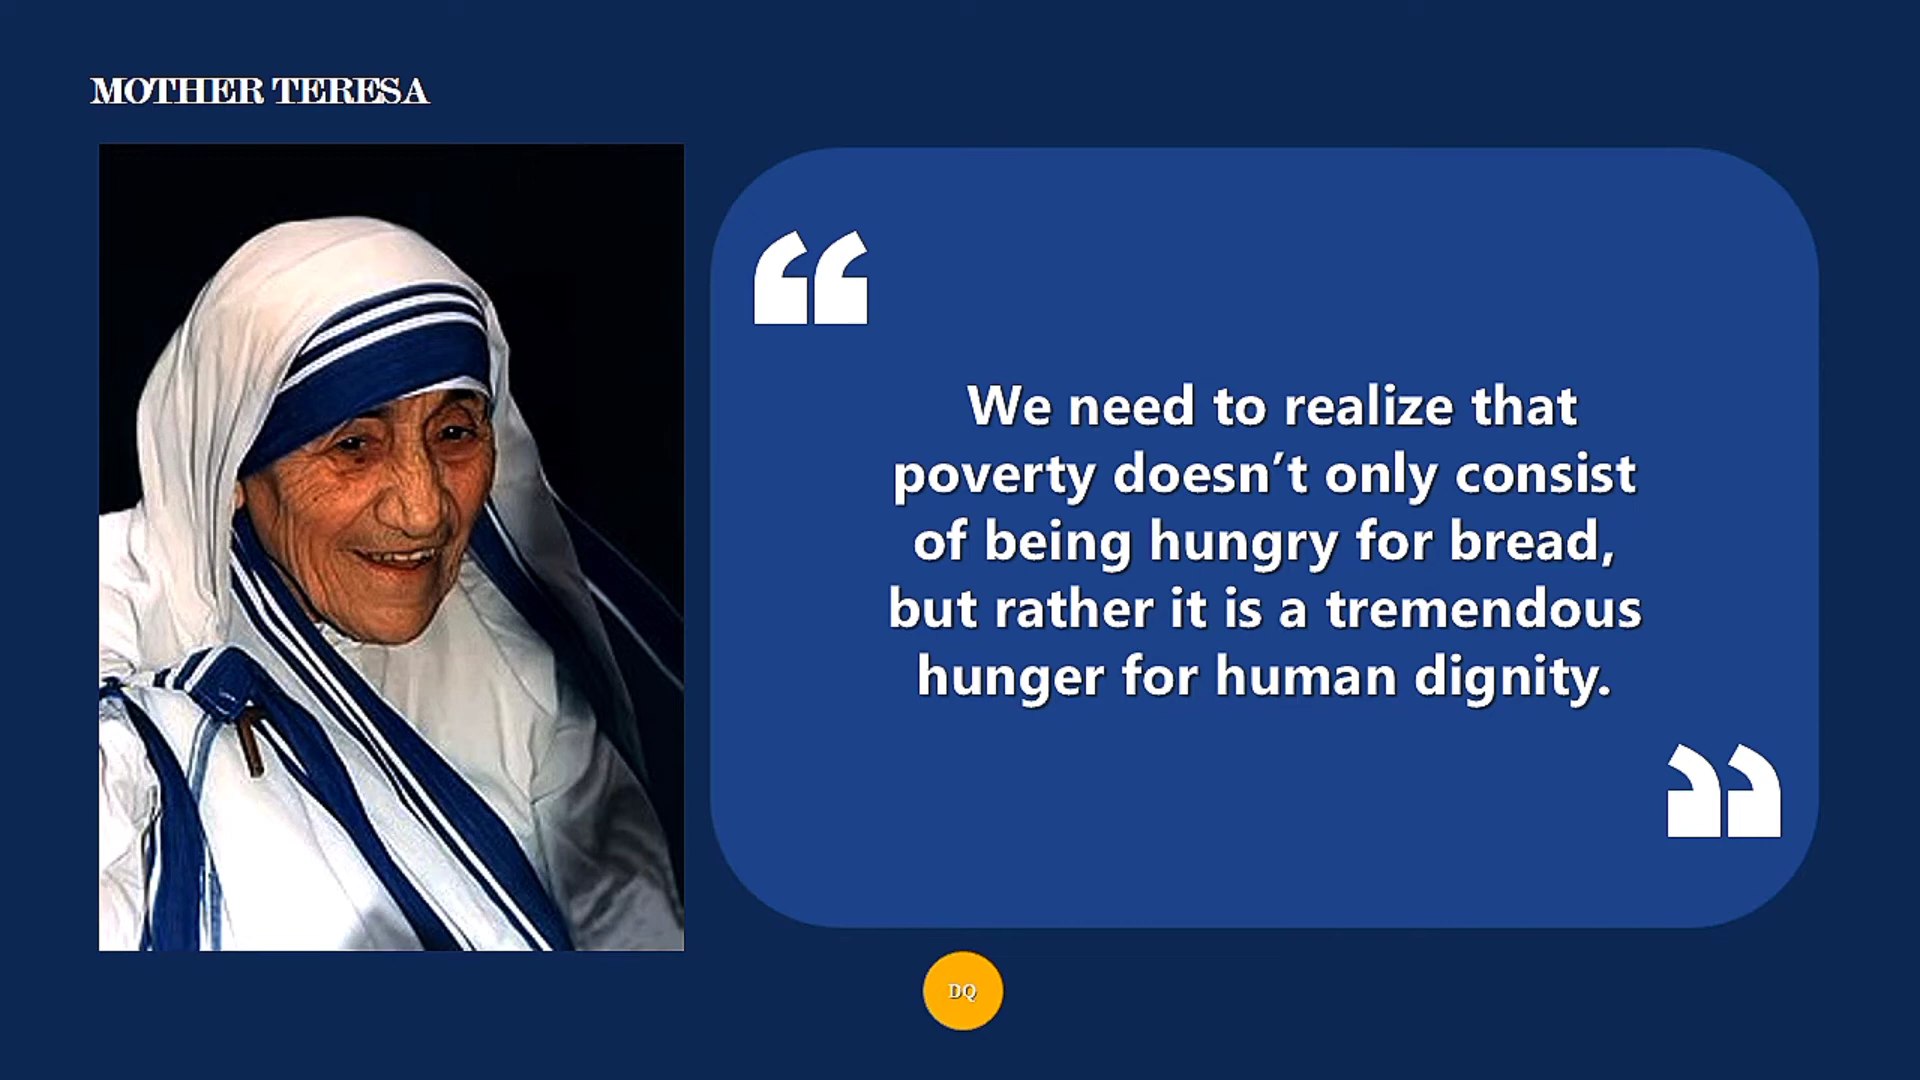 MOTHER TERESA
We need to realize that
poverty doesn’t only consist
of being hungry for bread,
but rather it is a tremendous
hunger for human dignity.
DQ